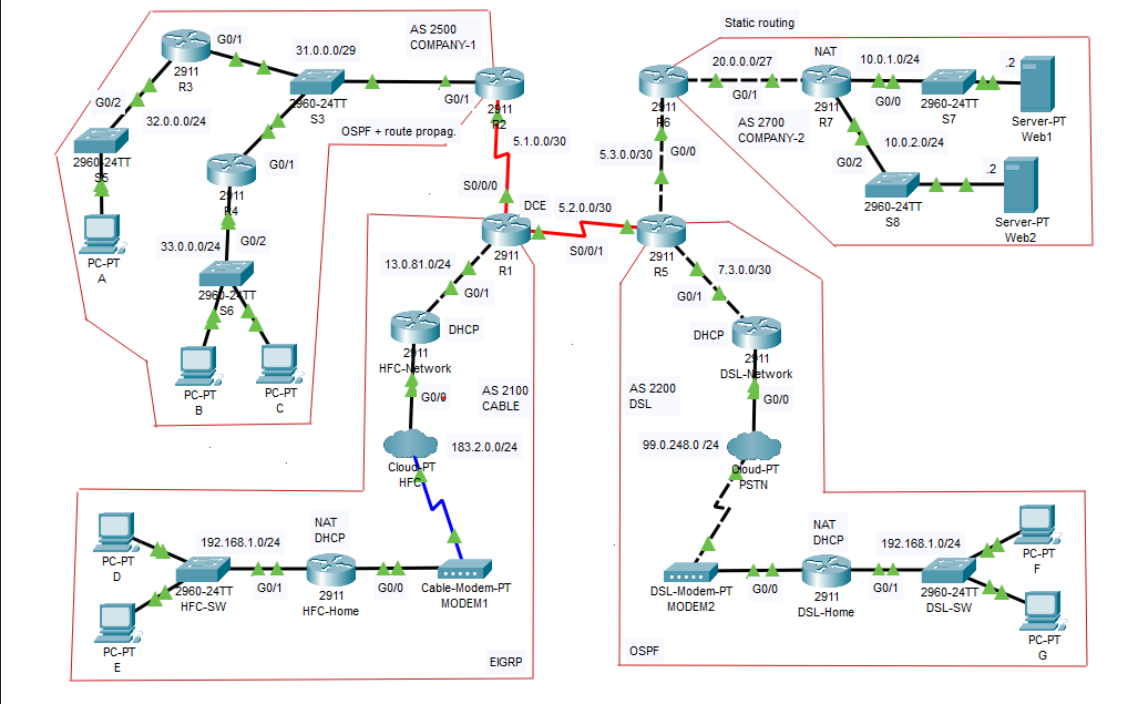 AS 2500
COMPANY-1
G0/1
2911
R3
31.0.0.0/29
2960-24TT
S3
G0/1
2911
R2
G0/2
32.0.0.0/24
2960-24TT
S5
PC-PT
A
OSPF + route propag.
G0/1
2911
R4
G0/2
33.0.0.0/24
2960-24TT
S6
PC-PT
B
PC-PT
C
5.1.0.0/30
S0/0/0
DCE
5.2.0.0/30
2911
R1
S0/0/1
2911
R5
Static routing
20.0.0.0/27
NAT
10.0.1.0/24
.2
2911
R6
G0/1
2911
R7
G0/0
2960-24TT
S7
Server-PT
Web1
AS 2700
COMPANY-2
5.3.0.0/30
G0/0
G0/2
10.0.2.0/24
.2
2960-24TT
S8
Server-PT
Web2
13.0.81.0/24
G0/1
DHCP
2911
HFC-Network
G0/0
AS 2100
CABLE
183.2.0.0/24
Cloud-PT
HFC
7.3.0.0/30
G0/1
DHCP
2911
DSL-Network
G0/0
AS 2200
DSL
99.0.248.0 /24
Cloud-PT
PSTN
PC-PT
D
192.168.1.0/24
NAT
DHCP
2960-24TT
HFC-SW
G0/1
2911
HFC-Home
G0/0
Cable-Modem-PT
MODEM1
PC-PT
E
EIGRP
NAT
DHCP
192.168.1.0/24
PC-PT
F
DSL-Modem-PT
MODEM2
G0/0
2911
DSL-Home
G0/1
2960-24TT
DSL-SW
PC-PT
G
OSPF